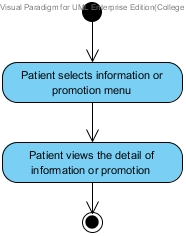 Visual Paradigm for UML Enterprise Edition(College
Patient selects information or
promotion menu
Patient views the detail of
information or promotion